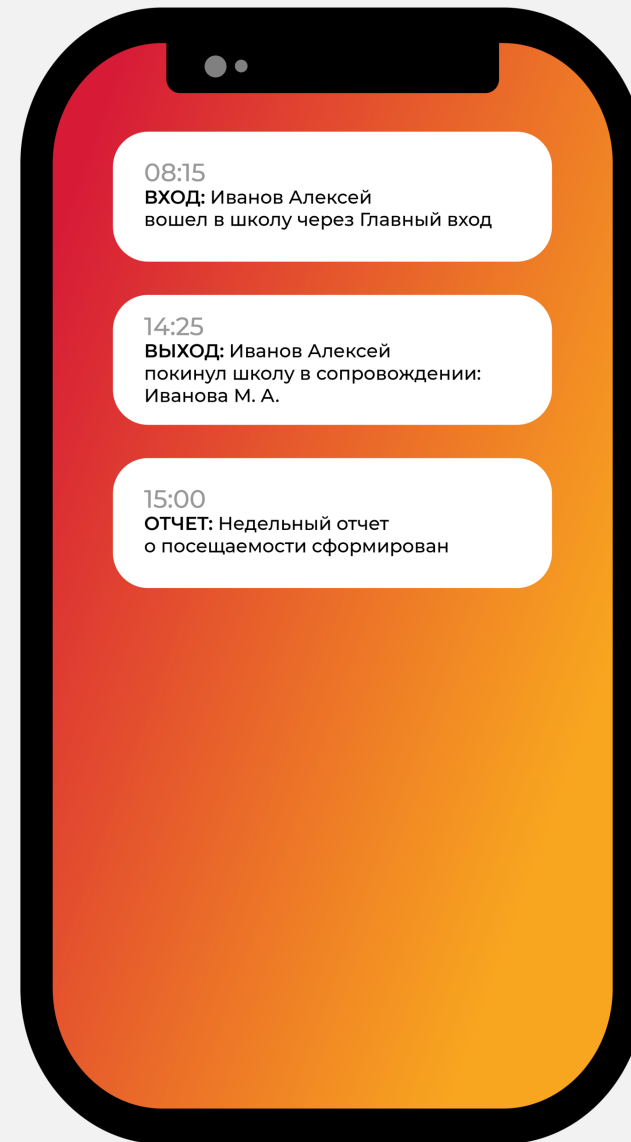 08:15
ВХОД: Иванов Алексей
вошел в школу через Главный вход
14:25
ВЫХОД: Иванов Алексей
покинул школу в сопровождении:
Иванова М. А.
15:00
ОТЧЕТ: Недельный отчет
о посещаемости сформирован